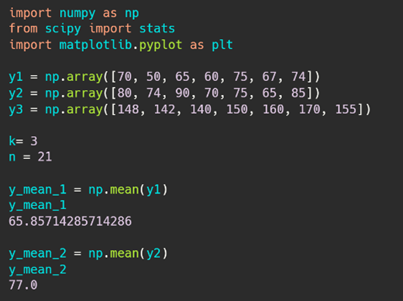 import numpy as np
from scipy import stats
import matplotlib.pyplot as plt
y1 = np.array([70, 50, 65, 60, 75, 67, 74])
y2 = np.array([80, 74, 90, 70, 75, 65, 85])
y3 = np.array([148, 142, 140, 150, 160, 170, 155])
k= 3
n = 21
y_mean_1 = np.mean(y1)
y_mean_1
65.85714285714286
y_mean_2 = np.mean(y2)
y_mean_2
77.0